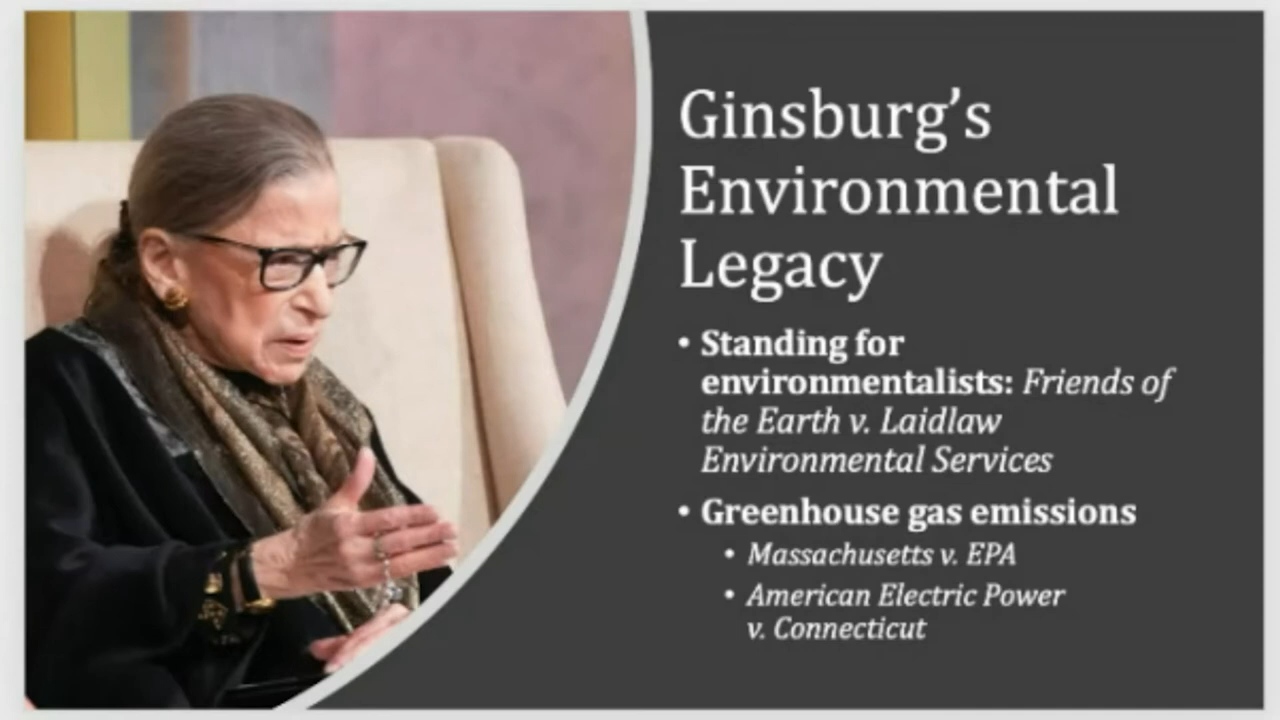 Ginsburg’s
Environmental
Legacy
• Standing for
environmentalists: Friends of
the Earth v. Laidlaw
Environmental Services
• Greenhouse gas emissions
• Massachusetts v. EPA
• American Electric Power
v. Connecticut